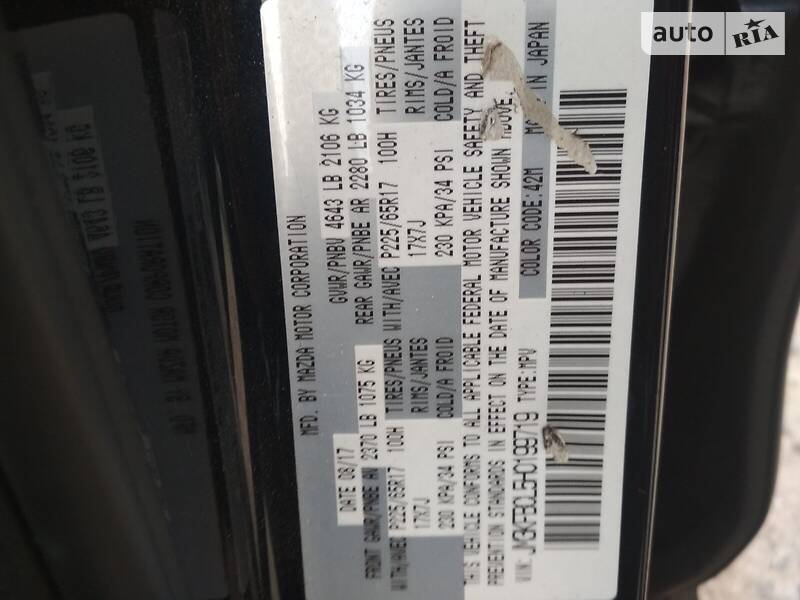 auto RIA
MFD. BY MAZDA MOTOR CORPORATION
DATE 08/17 GVWR/PNBV 4643 LB 2106 KG
FRONT GAWR/PNBE AV 2370 LB 1075 KG REAR GAWR/PNBE AR 2280 LB 1034 KG
WITH/AVEC P225/65R17 100H TIRES/PNEUS WITH/AVEC P225/65R17 100H TIRES/PNEUS
17X7J RIMS/JANTES 17X7J RIMS/JANTES
230 KPA/34 PSI COLD/A FROID 230 KPA/34 PSI COLD/A FROID
THIS VEHICLE CONFORMS TO ALL APPLICABLE FEDERAL MOTOR VEHICLE SAFETY AND THEFT
PREVENTION STANDARDS IN EFFECT ON THE DATE OF MANUFACTURE SHOWN ABOVE.
VIN: TYPE:MPV COLOR CODE:42M IN JAPAN